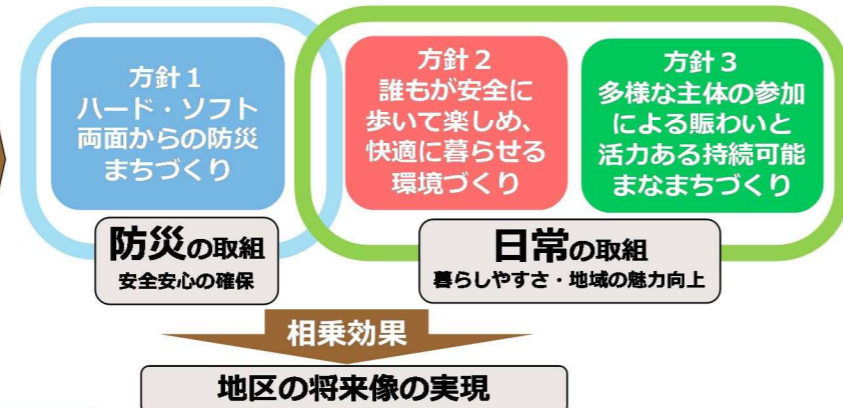 方針１
ハード・ソフト
両面からの防災
まちづくり
方針２
誰もが安全に
歩いて楽しめ、
快適に暮らせる
環境づくり
方針３
多様な主体の参加
による賑わいと
活力ある持続可能
まなまちづくり
防災の取組
安全安心の確保
日常の取組
暮らしやすさ・地域の魅力向上
相乗効果
地区の将来像の実現